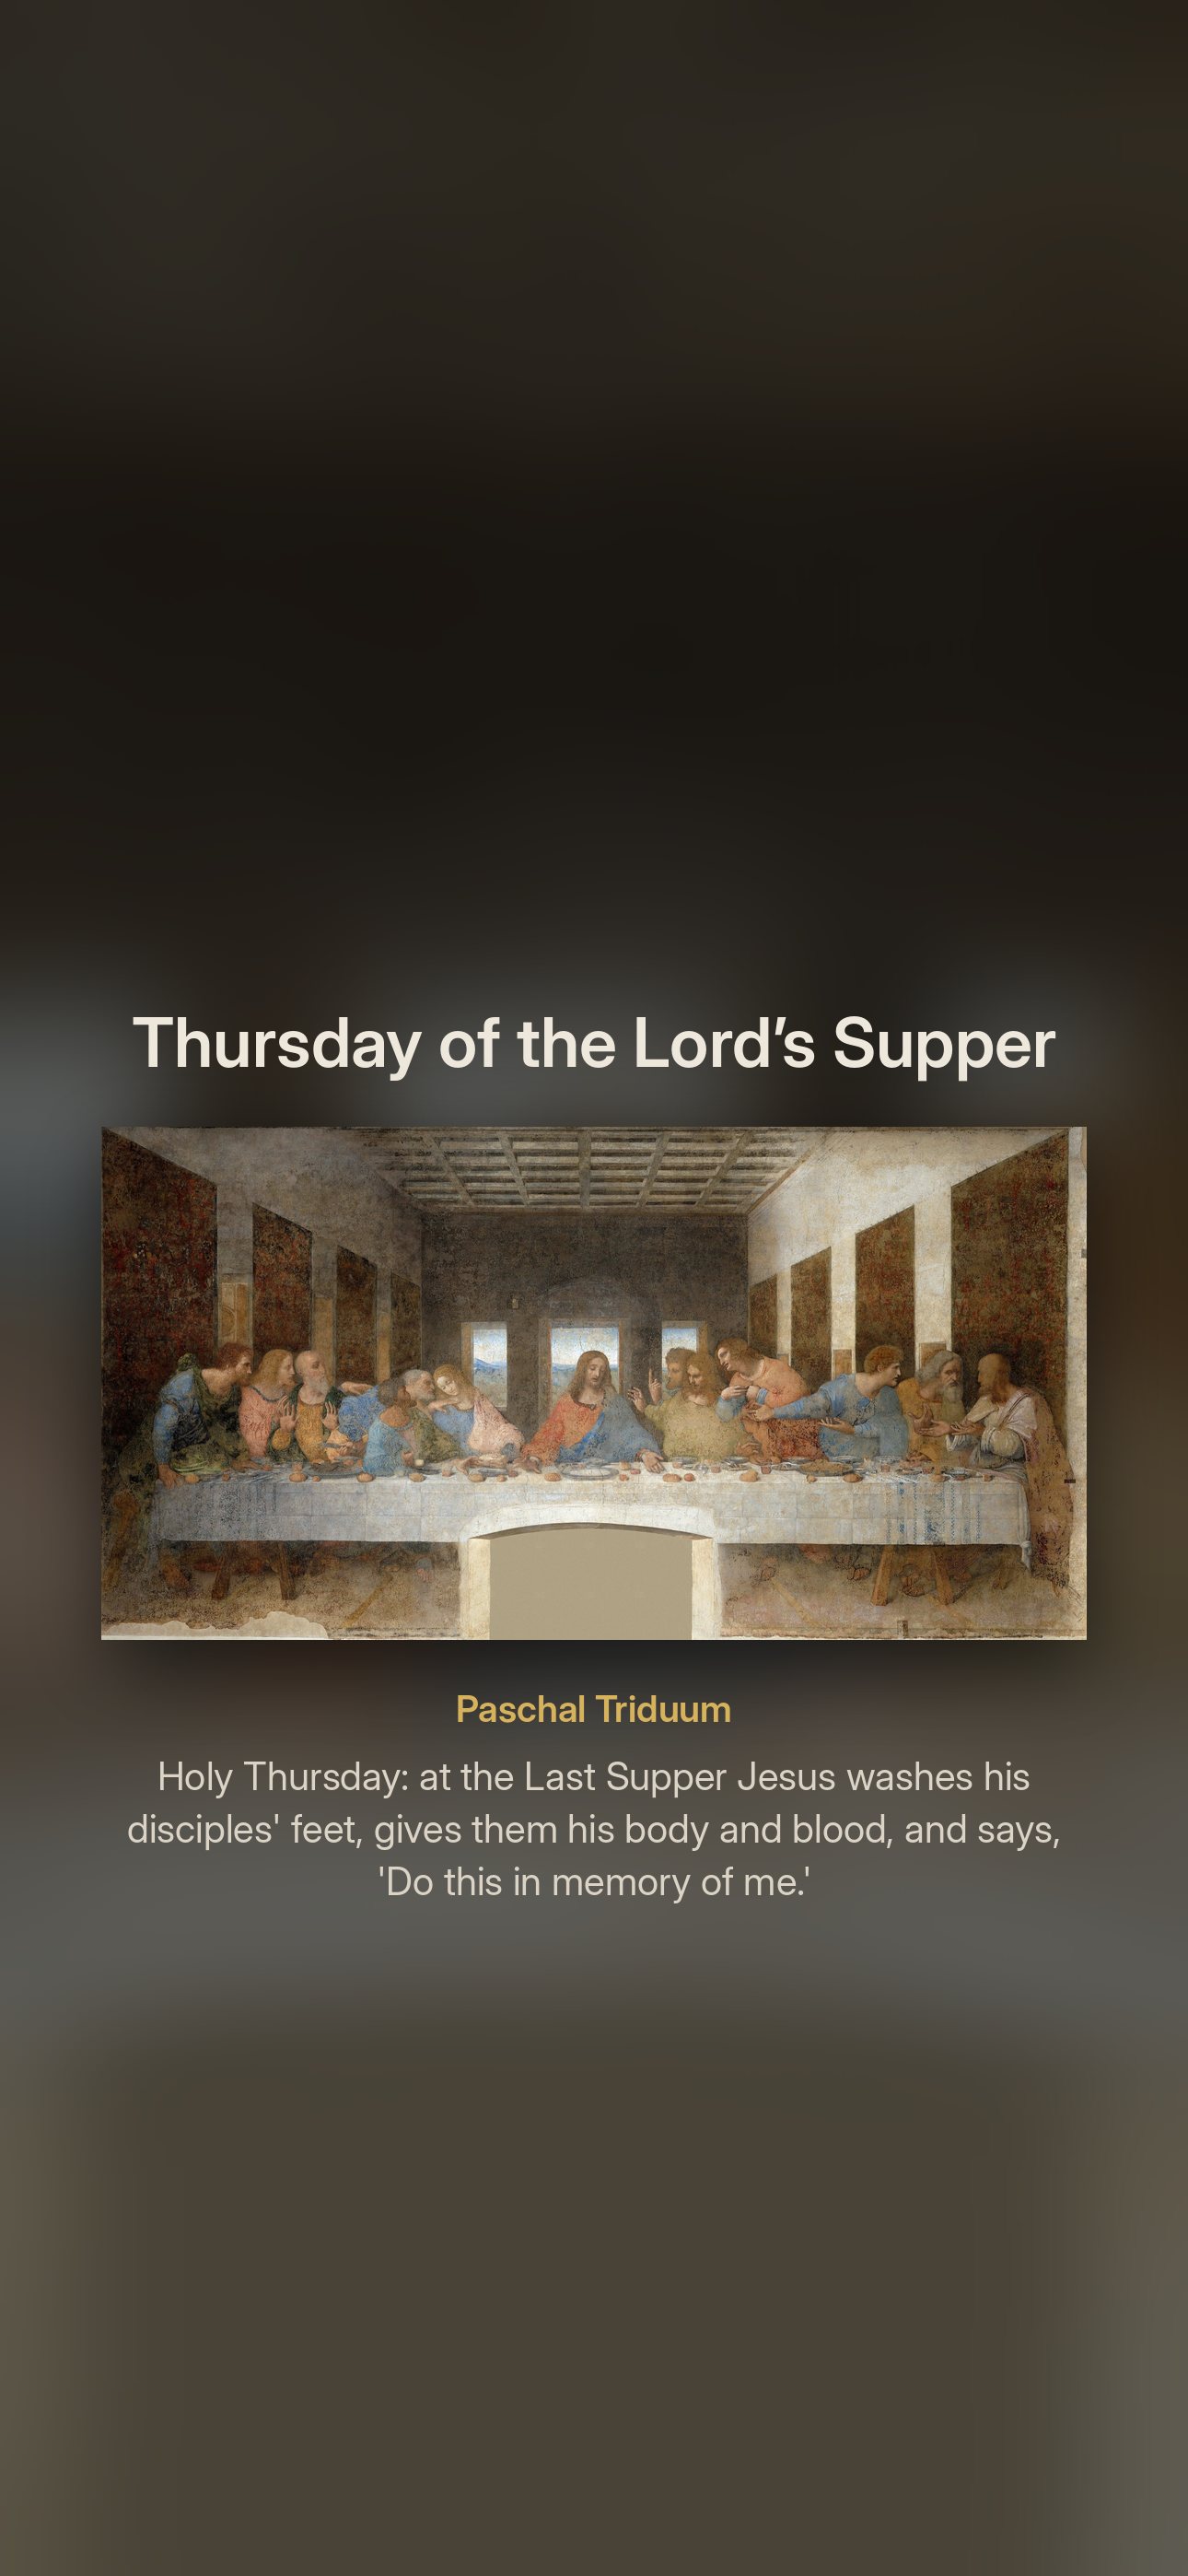 Thursday of the Lord’s Supper
Paschal Triduum
Holy Thursday: at the Last Supper Jesus washes his
disciples' feet, gives them his body and blood, and says,
'Do this in memory of me.'